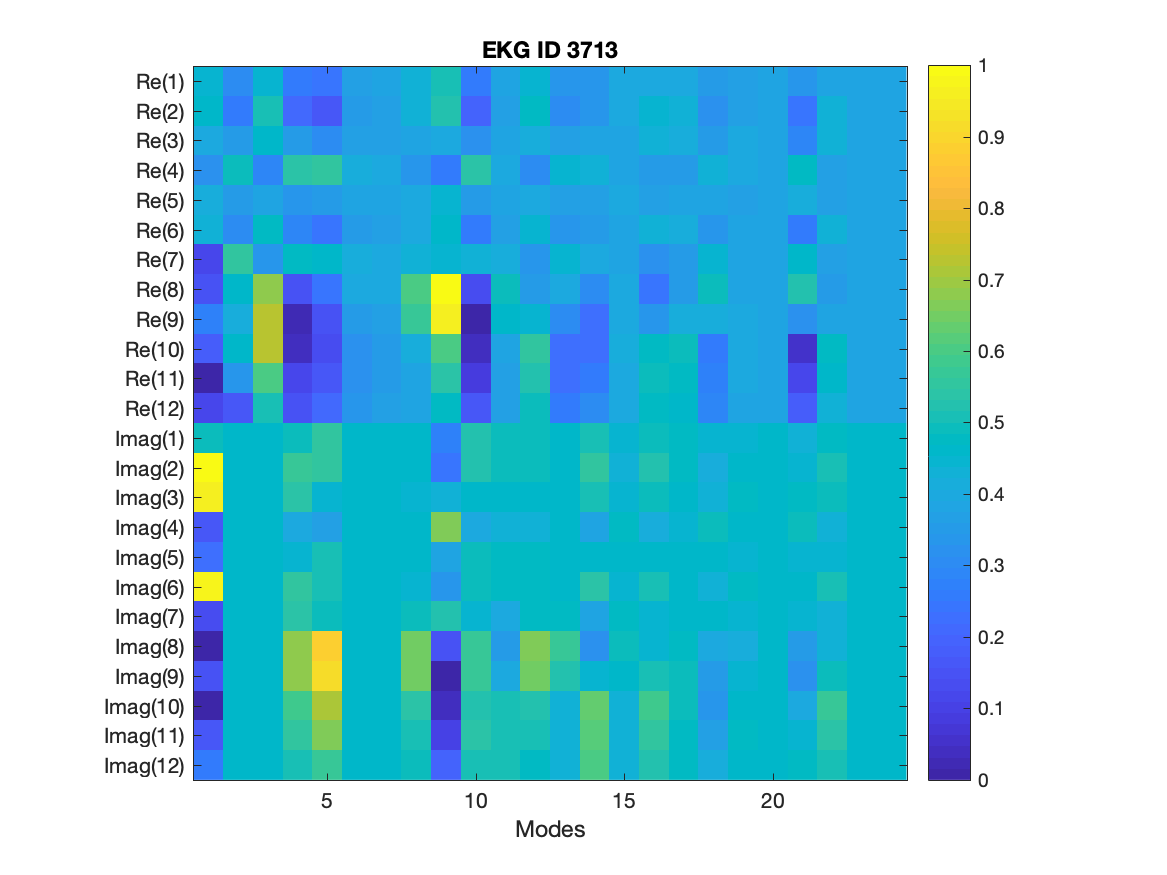 EKG ID 3713
Re(1)
Re(2)
Re(3)
Re(4)
Re(5)
Re(6)
Re(7)
Re(8)
Re(9)
Re(10)
Re(11)
Re(12)
Imag(1)
Imag(2)
Imag(3)
Imag(4)
Imag(5)
Imag(6)
Imag(7)
Imag(8)
Imag(9)
Imag(10)
Imag(11)
Imag(12)
5 10 15 20
Modes
1
0.9
0.8
0.7
0.6
0.5
0.4
0.3
0.2
0.1
0